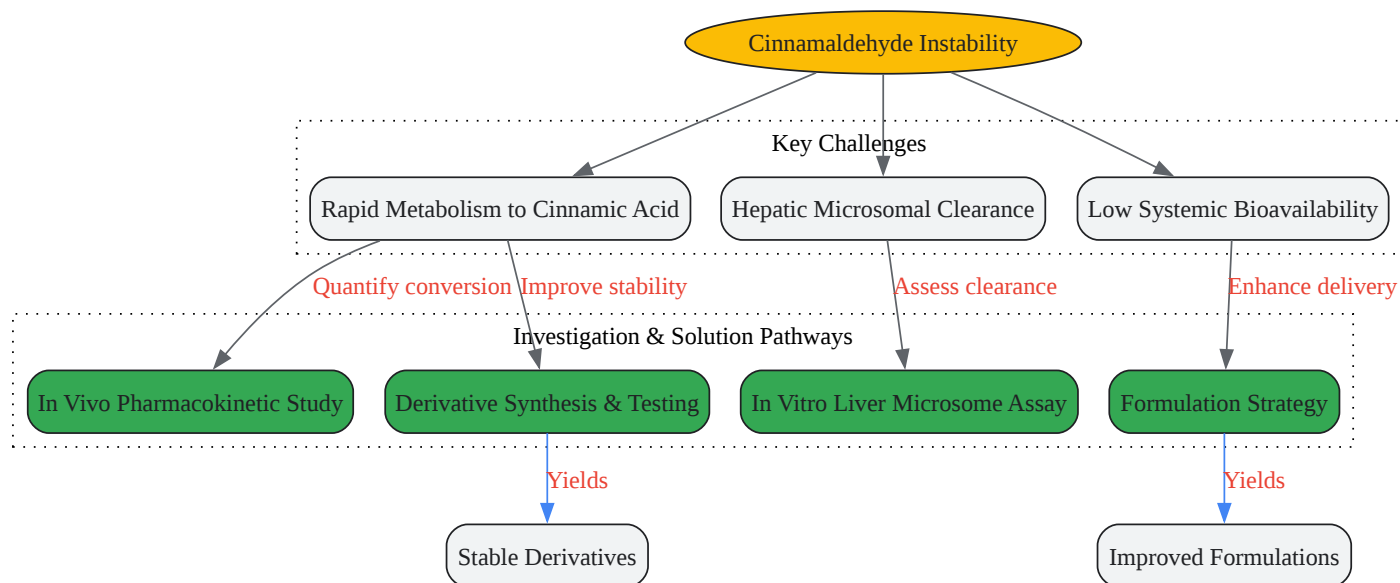 Cinnamaldehyde Instability
Key Challenges
Rapid Metabolism to Cinnamic Acid
Hepatic Microsomal Clearance
Low Systemic Bioavailability
Quantify conversion
Improve stability
Assess clearance
Enhance delivery
Investigation & Solution Pathways
In Vivo Pharmacokinetic Study
Derivative Synthesis & Testing
In Vitro Liver Microsome Assay
Formulation Strategy
Yields
Yields
Stable Derivatives
Improved Formulations